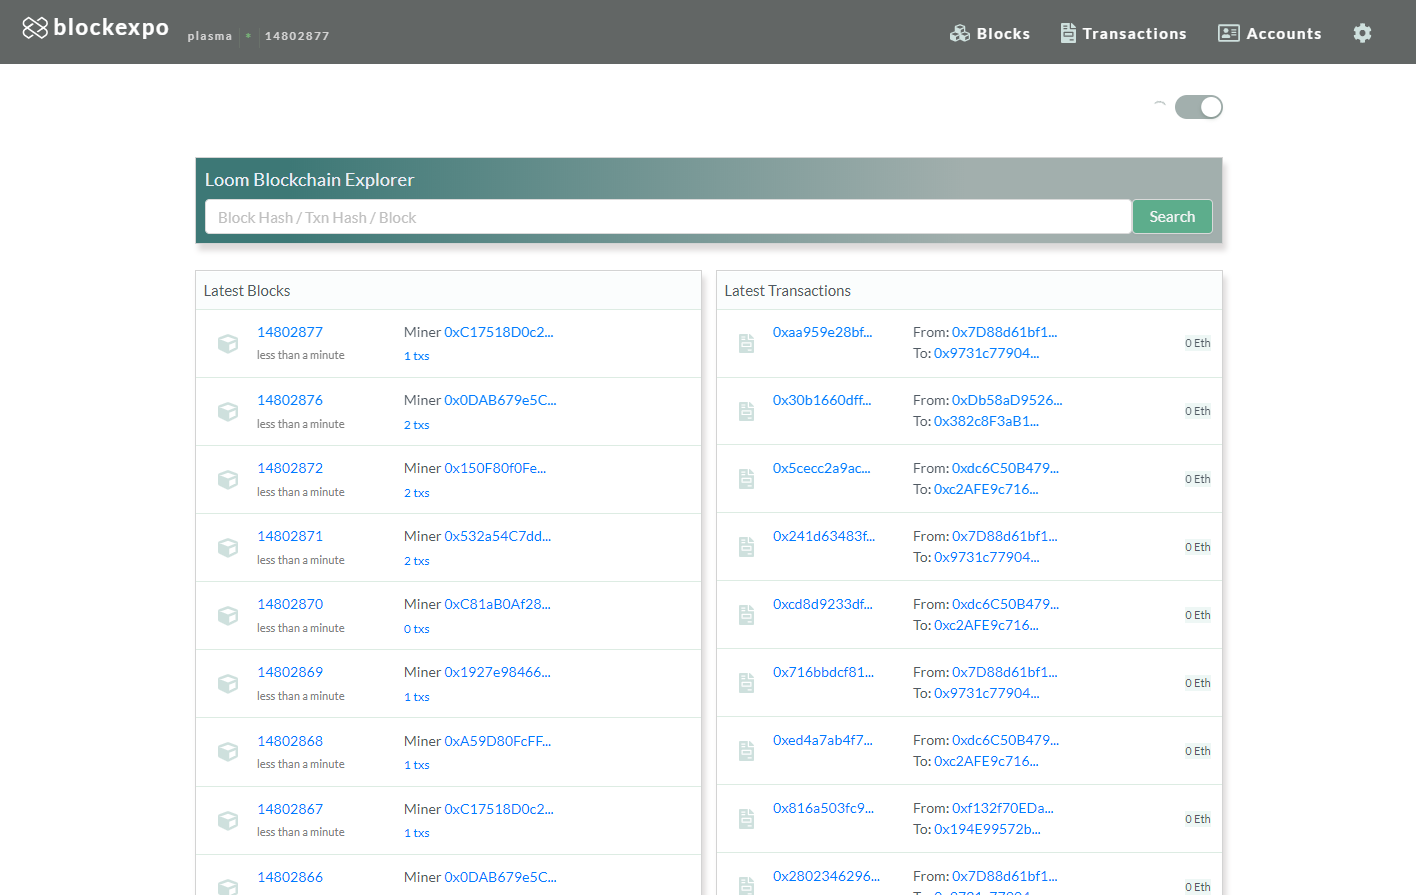 blockexpo
plasma 14802877
Blocks
Transactions
Accounts
Loom Blockchain Explorer
Block Hash / Txn Hash / Block
Search
Latest Blocks
14802877 Miner 0xC17518D0c2...
less than a minute 1 txs
14802876 Miner 0x0DAB679e5C...
less than a minute 2 txs
14802872 Miner 0x150F80f0Fe...
less than a minute 2 txs
14802871 Miner 0x532a54C7dd...
less than a minute 2 txs
14802870 Miner 0xC81aB0Af28...
less than a minute 0 txs
14802869 Miner 0x1927e98466...
less than a minute 1 txs
14802868 Miner 0xA59D80FcFF...
less than a minute 1 txs
14802867 Miner 0xC17518D0c2...
less than a minute 1 txs
14802866 Miner 0x0DAB679e5C...
Latest Transactions
0xaa959e28bf... From: 0x7D88d61bf1...
To: 0x9731c77904...
0 Eth
0x30b1660dff... From: 0xDb58aD9526...
To: 0x382c8F3aB1...
0 Eth
0x5cecc2a9ac... From: 0xdc6C50B479...
To: 0xc2AFE9c716...
0 Eth
0x241d63483f... From: 0x7D88d61bf1...
To: 0x9731c77904...
0 Eth
0xcd8d9233df... From: 0xdc6C50B479...
To: 0xc2AFE9c716...
0 Eth
0x716bbdcf81... From: 0x7D88d61bf1...
To: 0x9731c77904...
0 Eth
0xed4a7ab4f7... From: 0xdc6C50B479...
To: 0xc2AFE9c716...
0 Eth
0x816a503fc9... From: 0xf132f70EDa...
To: 0x194E99572b...
0 Eth
0x2802346296... From: 0x7D88d61bf1...
0 Eth